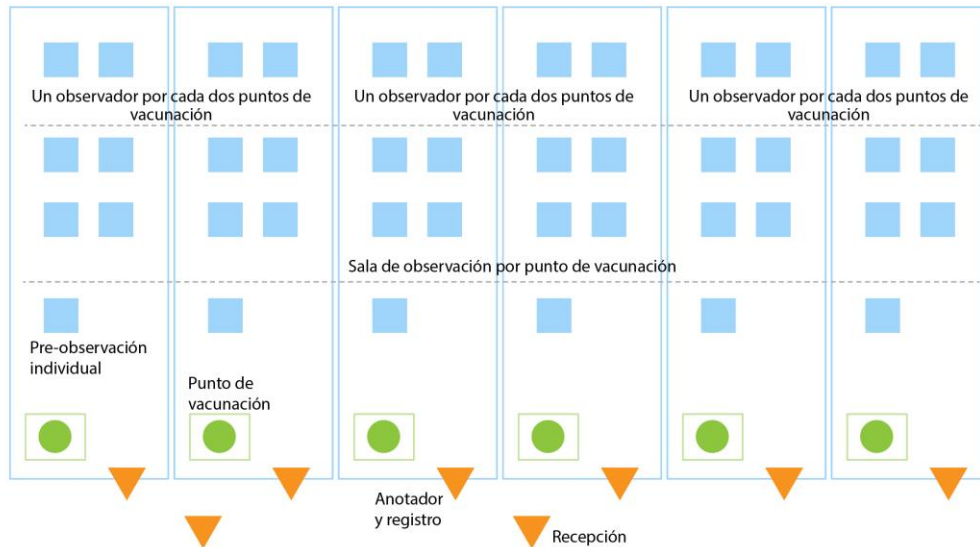 Un observador por cada dos puntos de
vacunación
Un observador por cada dos puntos de
vacunación
Un observador por cada dos puntos de
vacunación
Sala de observación por punto de vacunación
Pre-observación
individual
Punto de
vacunación
Anotador
y registro
Recepción